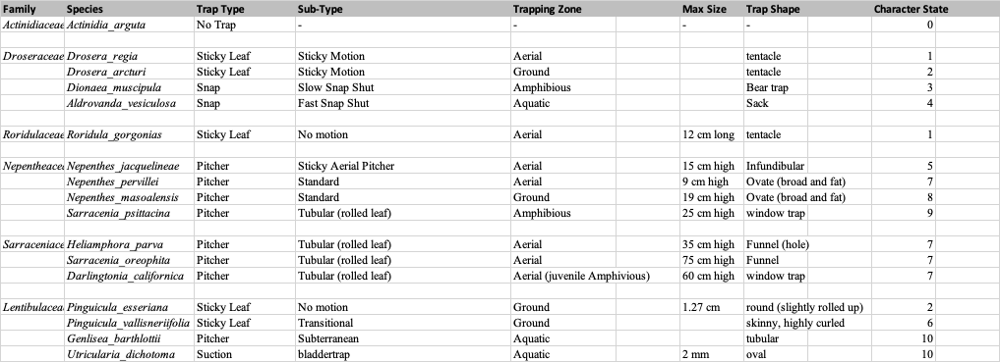 Family Species Trap Type Sub-Type Trapping Zone Max Size Trap Shape Character State
Actinidiaceae Actinidia_arguta No Trap - - - - 0
Droseraceae Drosera_regia Sticky Leaf Sticky Motion Aerial tentacle 1
Drosera_arcturi Sticky Leaf Sticky Motion Ground tentacle 2
Dionaea_muscipula Snap Slow Snap Shut Amphibious Bear trap 3
Aldrovanda_vesiculosa Snap Fast Snap Shut Aquatic Sack 4
Roridulaceae Roridula_gorgonias Sticky Leaf No motion Aerial 12 cm long tentacle 1
Nepenthacea Nepenthes_jacquelineae Pitcher Sticky Aerial Pitcher Aerial 15 cm high Infundibular 5
Nepenthes_pervillei Pitcher Standard Aerial 9 cm high Ovate (broad and fat) 7
Nepenthes_masoalensis Pitcher Standard Ground 19 cm high Ovate (broad and fat) 8
Sarracenia_psittacina Pitcher Tubular (rolled leaf) Amphibious 25 cm high window trap 9
Sarraceniace Heliamphora_parva Pitcher Tubular (rolled leaf) Aerial 35 cm high Funnel (hole) 7
Sarracenia_oreophita Pitcher Tubular (rolled leaf) Aerial 75 cm high Funnel 7
Darlingtonia_californica Pitcher Tubular (rolled leaf) Aerial (juvenile Amphivious) 60 cm high window trap 7
Lentibulacea Pinguicula_esseriana Sticky Leaf No motion Ground 1.27 cm round (slightly rolled up) 2
Pinguicula_vallisneriifolia Sticky Leaf Transitional Ground skinny, highly curled 6
Genlisea_barthlottii Pitcher Subterranean Aquatic tubular 10
Utricularia_dichotoma Suction bladdertrap Aquatic 2 mm oval 10